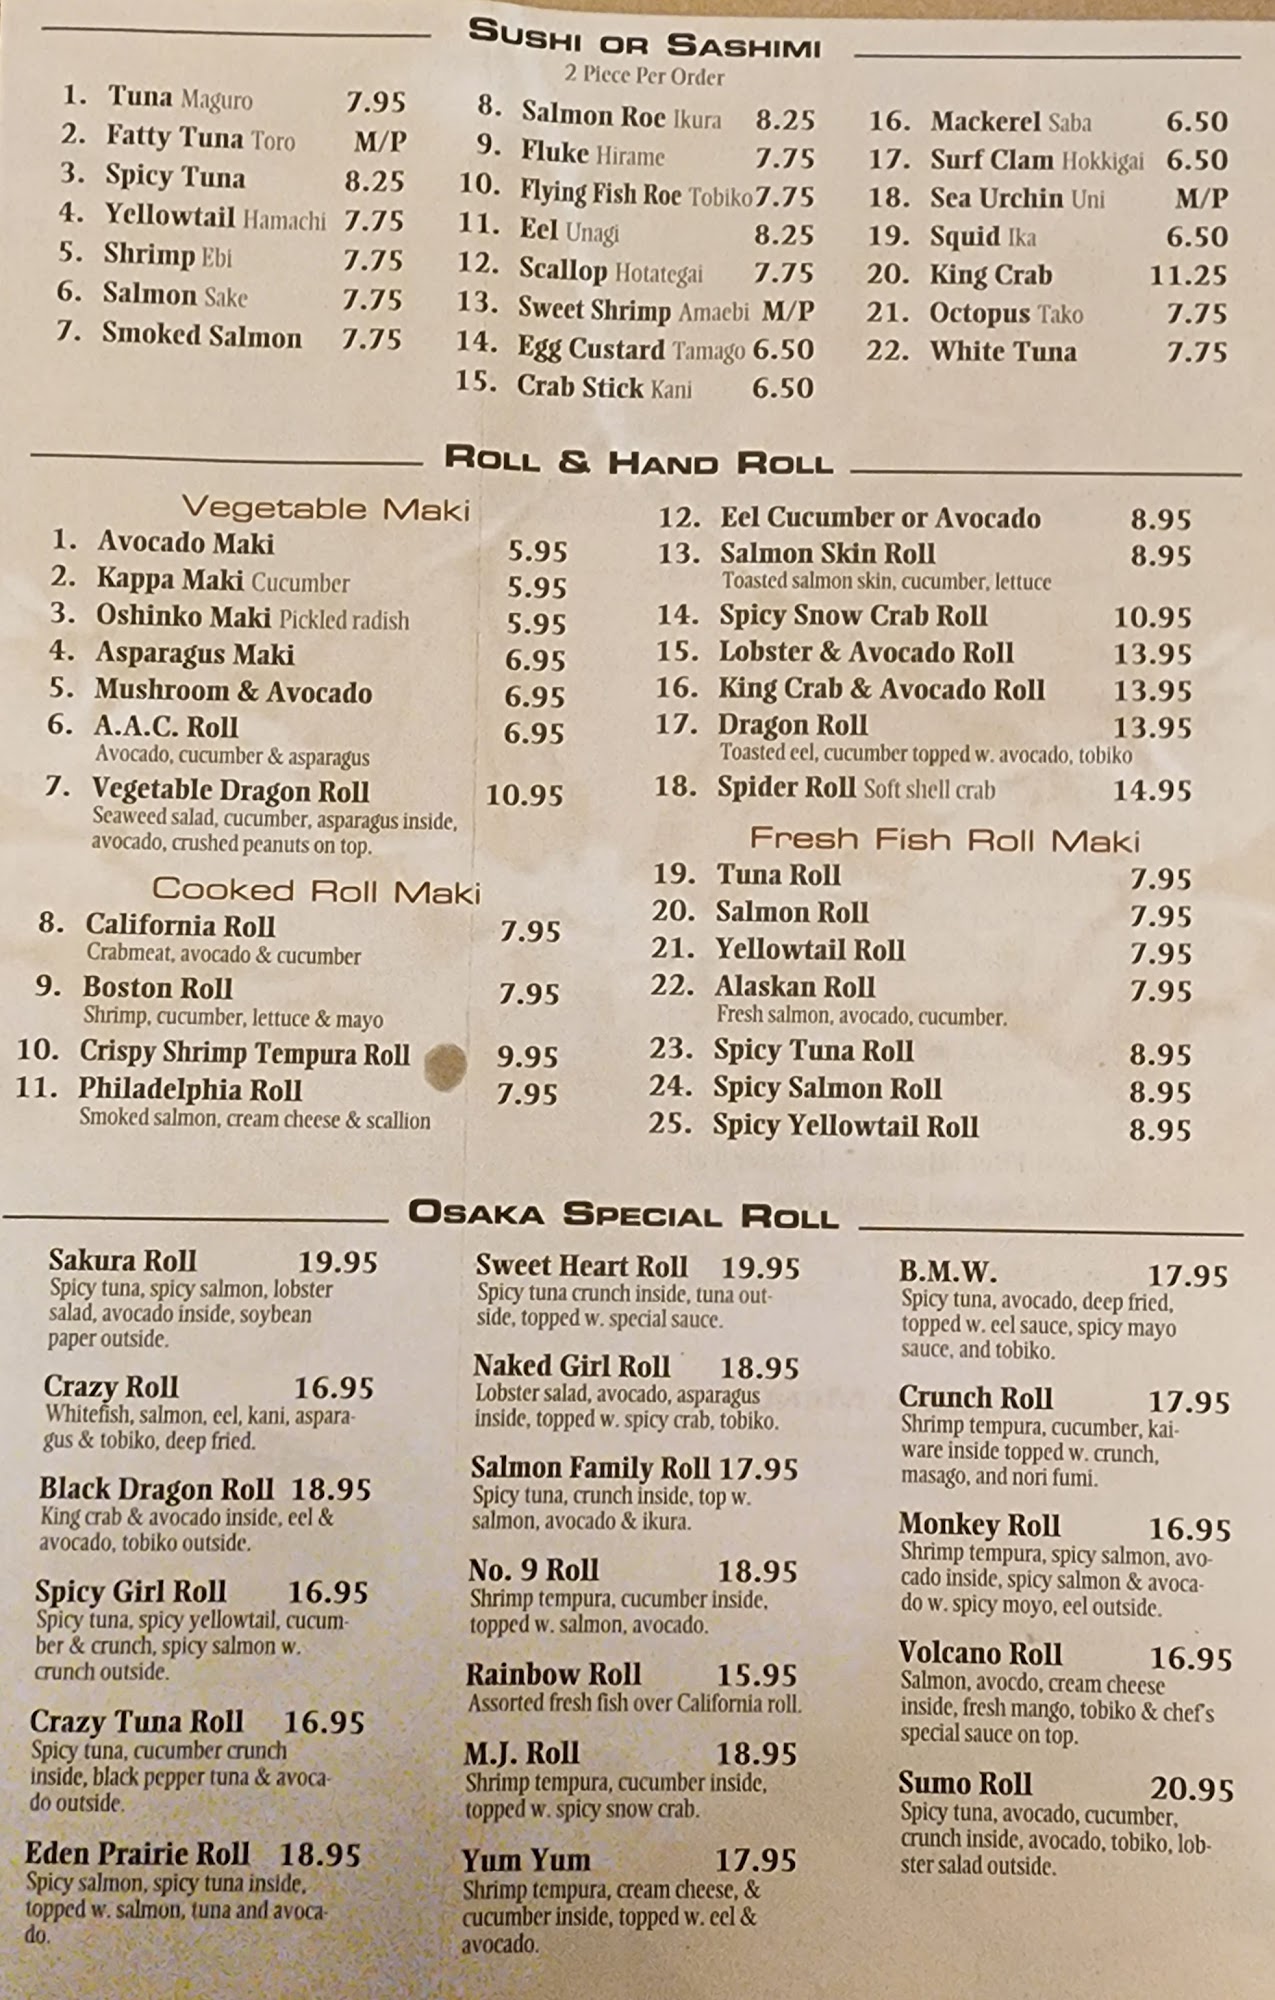 SUSHI OR SASHIMI
2 Piece Per Order
1. Tuna Maguro 7.95
2. Fatty Tuna Toro M/P
3. Spicy Tuna 8.25
4. Yellowtail Hamachi 7.75
5. Shrimp Ebi 7.75
6. Salmon Sake 7.75
7. Smoked Salmon 7.75
8. Salmon Roe Ikura 8.25
9. Fluke Hirame 7.75
10. Flying Fish Roe Tobiko 7.75
11. Eel Unagi 8.25
12. Scallop Hotategai 7.75
13. Sweet Shrimp Amaebi M/P
14. Egg Custard Tamago 6.50
15. Crab Stick Kani 6.50
16. Mackerel Saba 6.50
17. Surf Clam Hokkigai 6.50
18. Sea Urchin Uni M/P
19. Squid Ika 6.50
20. King Crab 11.25
21. Octopus Tako 7.75
22. White Tuna 7.75
ROLL & HAND ROLL
Vegetable Maki
1. Avocado Maki 5.95
2. Kappa Maki Cucumber 5.95
3. Oshinko Maki Pickled radish 5.95
4. Asparagus Maki 6.95
5. Mushroom & Avocado 6.95
6. A.A.C. Roll 6.95
Avocado, cucumber & asparagus
7. Vegetable Dragon Roll 10.95
Seaweed salad, cucumber, asparagus inside,
avocado, crushed peanuts on top.
Cooked Roll Maki
8. California Roll 7.95
Crabmeat, avocado & cucumber
9. Boston Roll 7.95
Shrimp, cucumber, lettuce & mayo
10. Crispy Shrimp Tempura Roll 9.95
11. Philadelphia Roll 7.95
Smoked salmon, cream cheese & scallion
12. Eel Cucumber or Avocado 8.95
13. Salmon Skin Roll 8.95
Toasted salmon skin, cucumber, lettuce
14. Spicy Snow Crab Roll 10.95
15. Lobster & Avocado Roll 13.95
16. King Crab & Avocado Roll 13.95
17. Dragon Roll 13.95
Toasted eel, cucumber topped w. avocado, tobiko
18. Spider Roll Soft shell crab 14.95
Fresh Fish Roll Maki
19. Tuna Roll 7.95
20. Salmon Roll 7.95
21. Yellowtail Roll 7.95
22. Alaskan Roll 7.95
Fresh salmon, avocado, cucumber.
23. Spicy Tuna Roll 8.95
24. Spicy Salmon Roll 8.95
25. Spicy Yellowtail Roll 8.95
OSAKA SPECIAL ROLL
Sakura Roll 19.95
Spicy tuna, spicy salmon, lobster
salad, avocado inside, soybean
paper outside.
Crazy Roll 16.95
Whitefish, salmon, eel, kani, aspara-
gus & tobiko, deep fried.
Black Dragon Roll 18.95
King crab & avocado inside, eel &
avocado, tobiko outside.
Spicy Girl Roll 16.95
Spicy tuna, spicy yellowtail, cucum-
ber & crunch, spicy salmon w.
crunch outside.
Crazy Tuna Roll 16.95
Spicy tuna, cucumber crunch
inside, black pepper tuna & avoca-
do outside.
Eden Prairie Roll 18.95
Spicy salmon, spicy tuna inside,
topped w. salmon, tuna and avoca-
do.
Sweet Heart Roll 19.95
Spicy tuna crunch inside, tuna out-
side, topped w. special sauce.
Naked Girl Roll 18.95
Lobster salad, avocado, asparagus
inside, topped w. spicy crab, tobiko.
Salmon Family Roll 17.95
Spicy tuna, crunch inside, top w.
salmon, avocado & ikura.
No. 9 Roll 18.95
Shrimp tempura, cucumber inside,
topped w. salmon, avocado.
Rainbow Roll 15.95
Assorted fresh fish over California roll.
M.J. Roll 18.95
Shrimp tempura, cucumber inside,
topped w. spicy snow crab.
Yum Yum 17.95
Shrimp tempura, cream cheese, &
cucumber inside, topped w. eel &
avocado.
B.M.W. 17.95
Spicy tuna, avocado, deep fried,
topped w. eel sauce, spicy mayo
sauce, and tobiko.
Crunch Roll 17.95
Shrimp tempura, cucumber, kai-
ware inside topped w. crunch,
masago, and nori fumi.
Monkey Roll 16.95
Shrimp tempura, spicy salmon, avo-
cado inside, spicy salmon & avoca-
do w. spicy moyo, eel outside.
Volcano Roll 16.95
Salmon, avocdo, cream cheese
inside, fresh mango, tobiko & chef's
special sauce on top.
Sumo Roll 20.95
Spicy tuna, avocado, cucumber,
crunch inside, avocado, tobiko, lob-
ster salad outside.